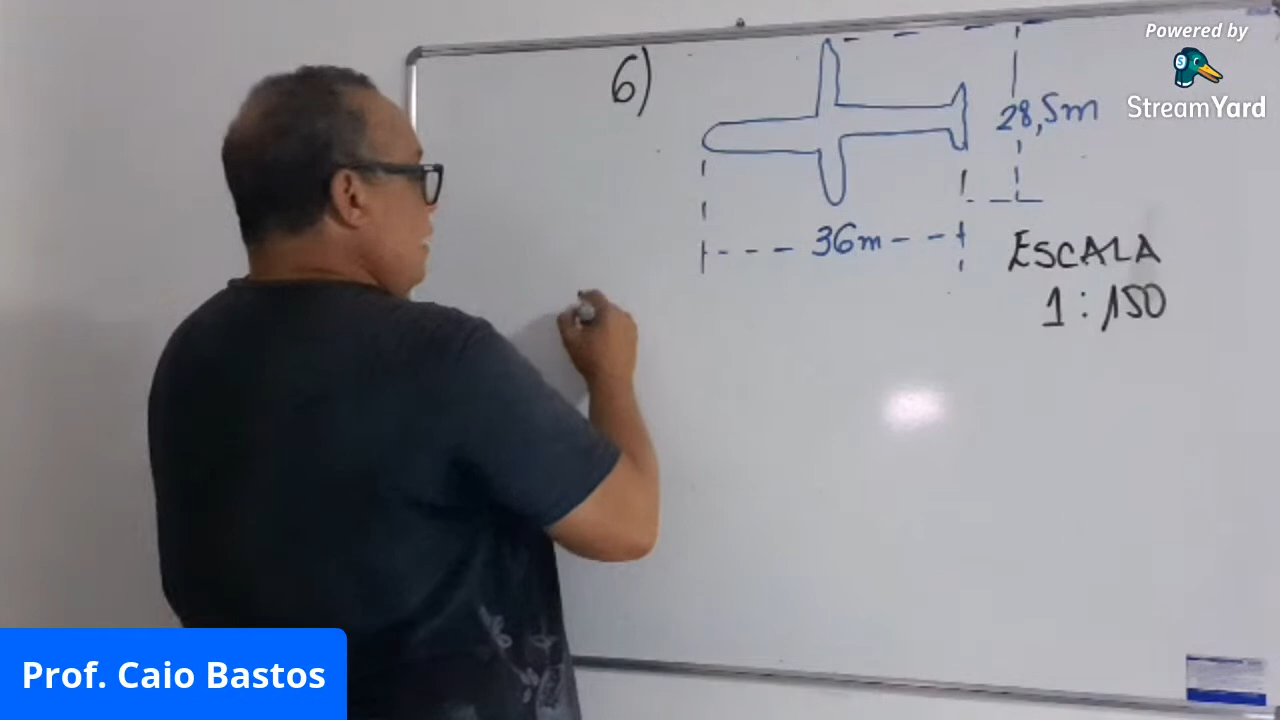 Powered by
StreamYard
6)
28,5m
36m
ESCALA
1:150
Prof. Caio Bastos